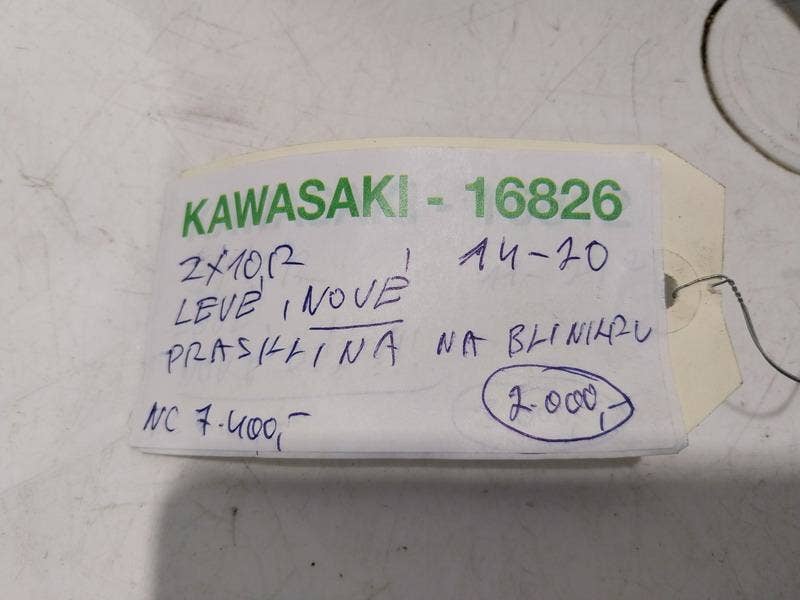 KAWASAKI - 16826
ZX10R 14-20
LEVÉ, NOVÉ
PRASKLINA NA BLINKRU
NC 7.400,-
2.000,-